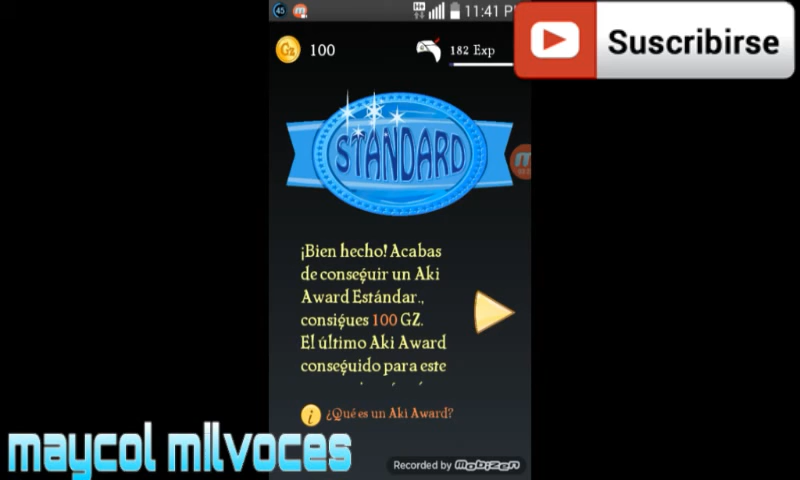 45
11:41 P
Gz
100
182 Exp
Suscribirse
STANDARD
¡Bien hecho! Acabas
de conseguir un Aki
Award Estándar.,
consigues 100 GZ.
El último Aki Award
conseguido para este
i ¿Qué es un Aki Award?
maycol milvoces
Recorded by mobizen